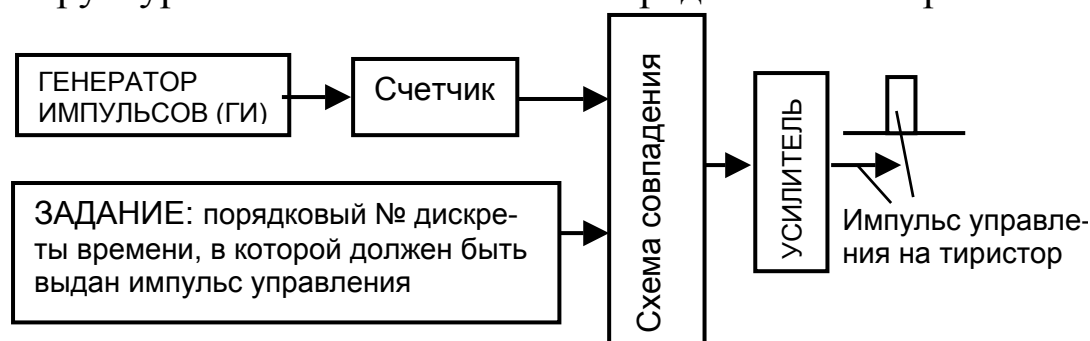 ГЕНЕРАТОР
ИМПУЛЬСОВ (ГИ)
Счетчик
ЗАДАНИЕ: порядковый № дискре-
ты времени, в которой должен быть
выдан импульс управления
Схема совпадения
УСИЛИТЕЛЬ
Импульс управле-
ния на тиристор